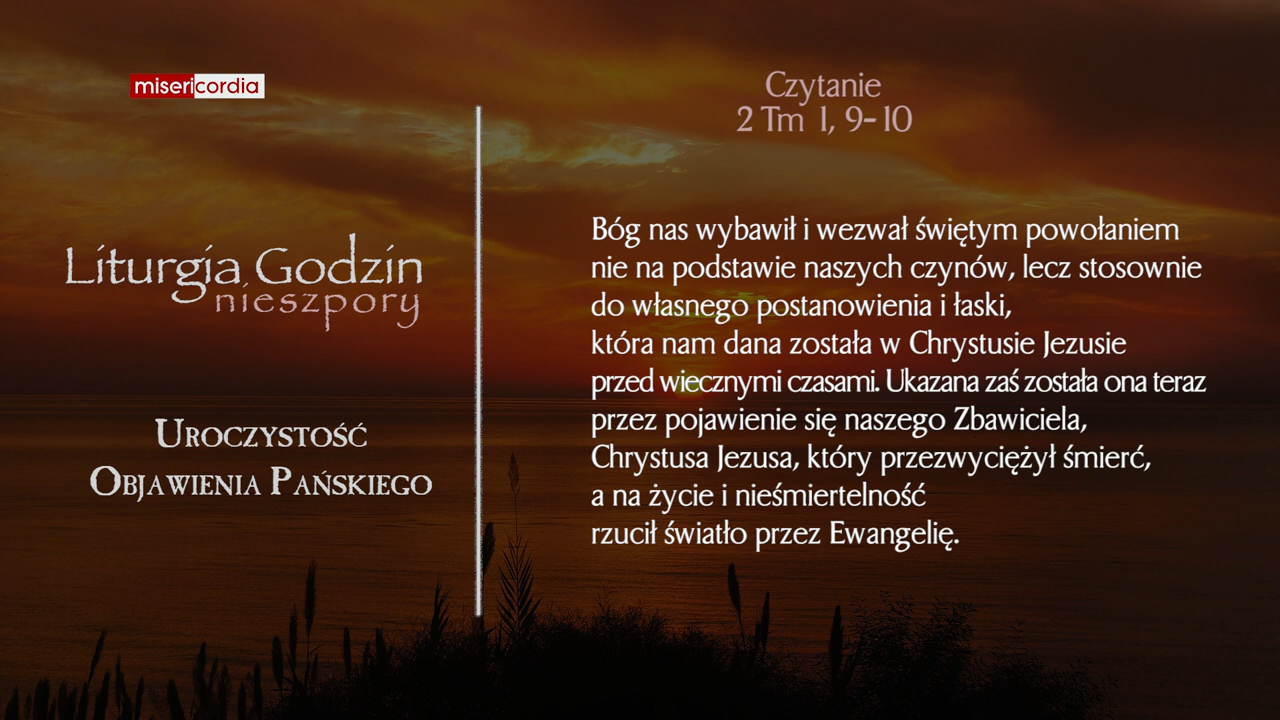 misericordia
Liturgia Godzin
nieszpory
Uroczystość
Objawienia Pańskiego
Czytanie
2 Tm 1, 9-10
Bóg nas wybawił i wezwał świętym powołaniem
nie na podstawie naszych czynów, lecz stosownie
do własnego postanowienia i łaski,
która nam dana została w Chrystusie Jezusie
przed wiecznymi czasami. Ukazana zaś została ona teraz
przez pojawienie się naszego Zbawiciela,
Chrystusa Jezusa, który przezwyciężył śmierć,
a na życie i nieśmiertelność
rzucił światło przez Ewangelię.